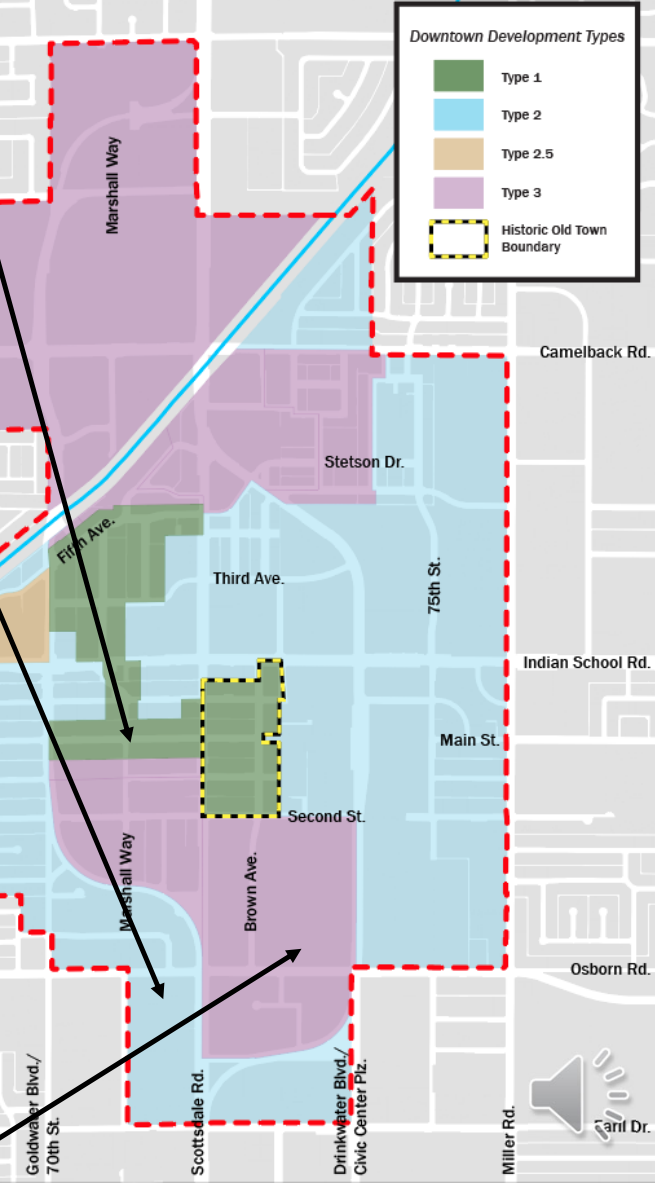 Downtown Development Types
Type 1
Type 2
Type 2.5
Type 3
Historic Old Town
Boundary
Marshall Way
Camelback Rd.
Stetson Dr.
Fifth Ave.
Third Ave.
75th St.
Indian School Rd.
Main St.
Second St.
Marshall Way
Brown Ave.
Osborn Rd.
Goldwater Blvd./
70th St.
Scottsdale Rd.
Drinkwater Blvd./
Civic Center Plz.
Miller Rd.
Earll Dr.